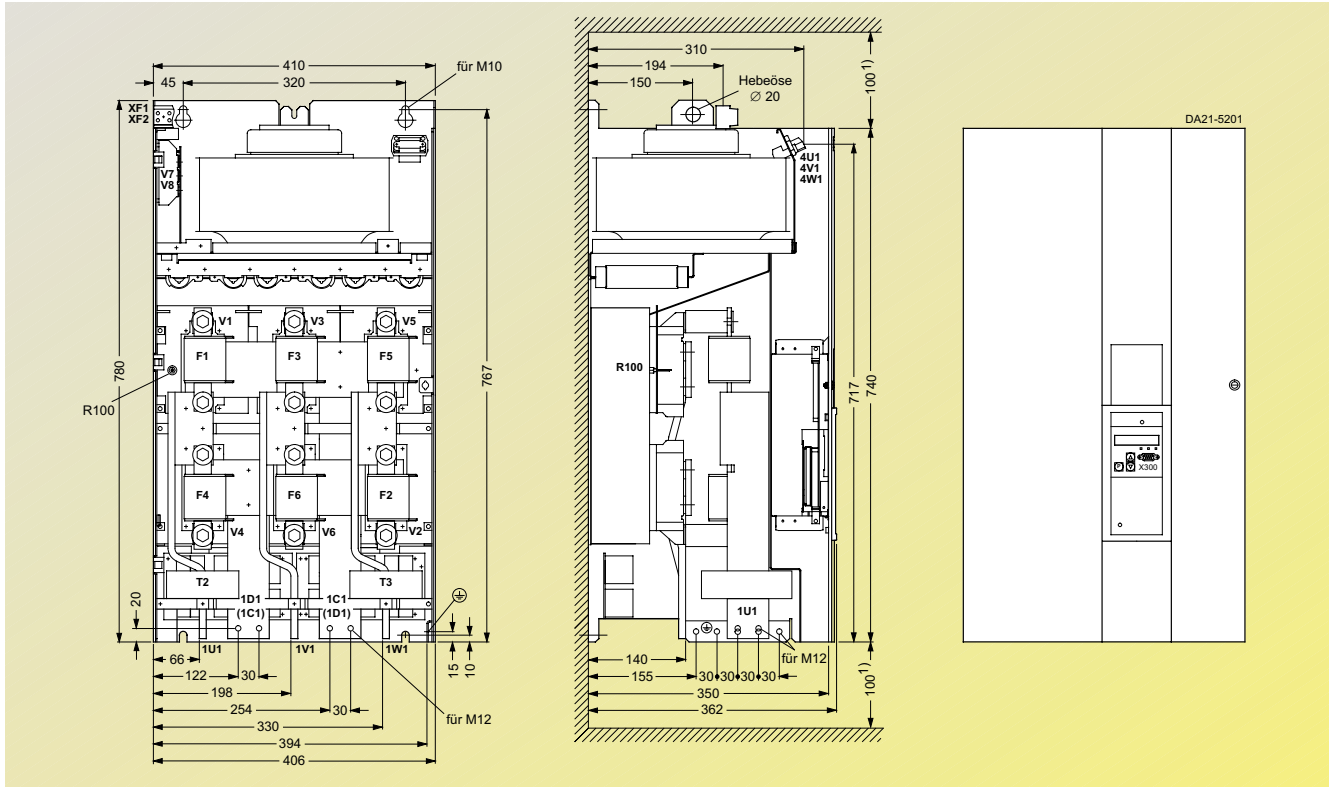 410
45
320
für M10
XF1
XF2
V7
V8
780
767
V1
V3
V5
F1
F3
F5
R100
F4
F6
F2
V4
V6
V2
T2
T3
1D1
(1C1)
1C1
(1D1)
20
1U1
1V1
1W1
15
10
66
122
30
198
254
30
für M12
330
394
406
310
194
150
Hebeöse
Ø 20
100 1)
4U1
4V1
4W1
R100
717
740
1U1
für M12
140
155
30
30
30
30
350
362
100 1)
DA21-5201
P
X300